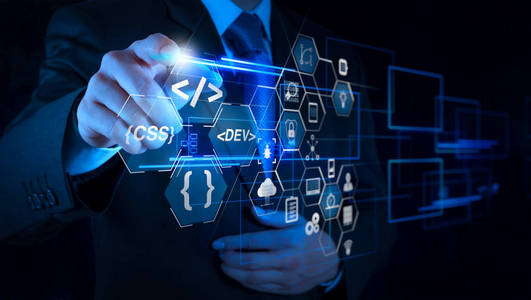 </>
{CSS}
<DEV>
{ }